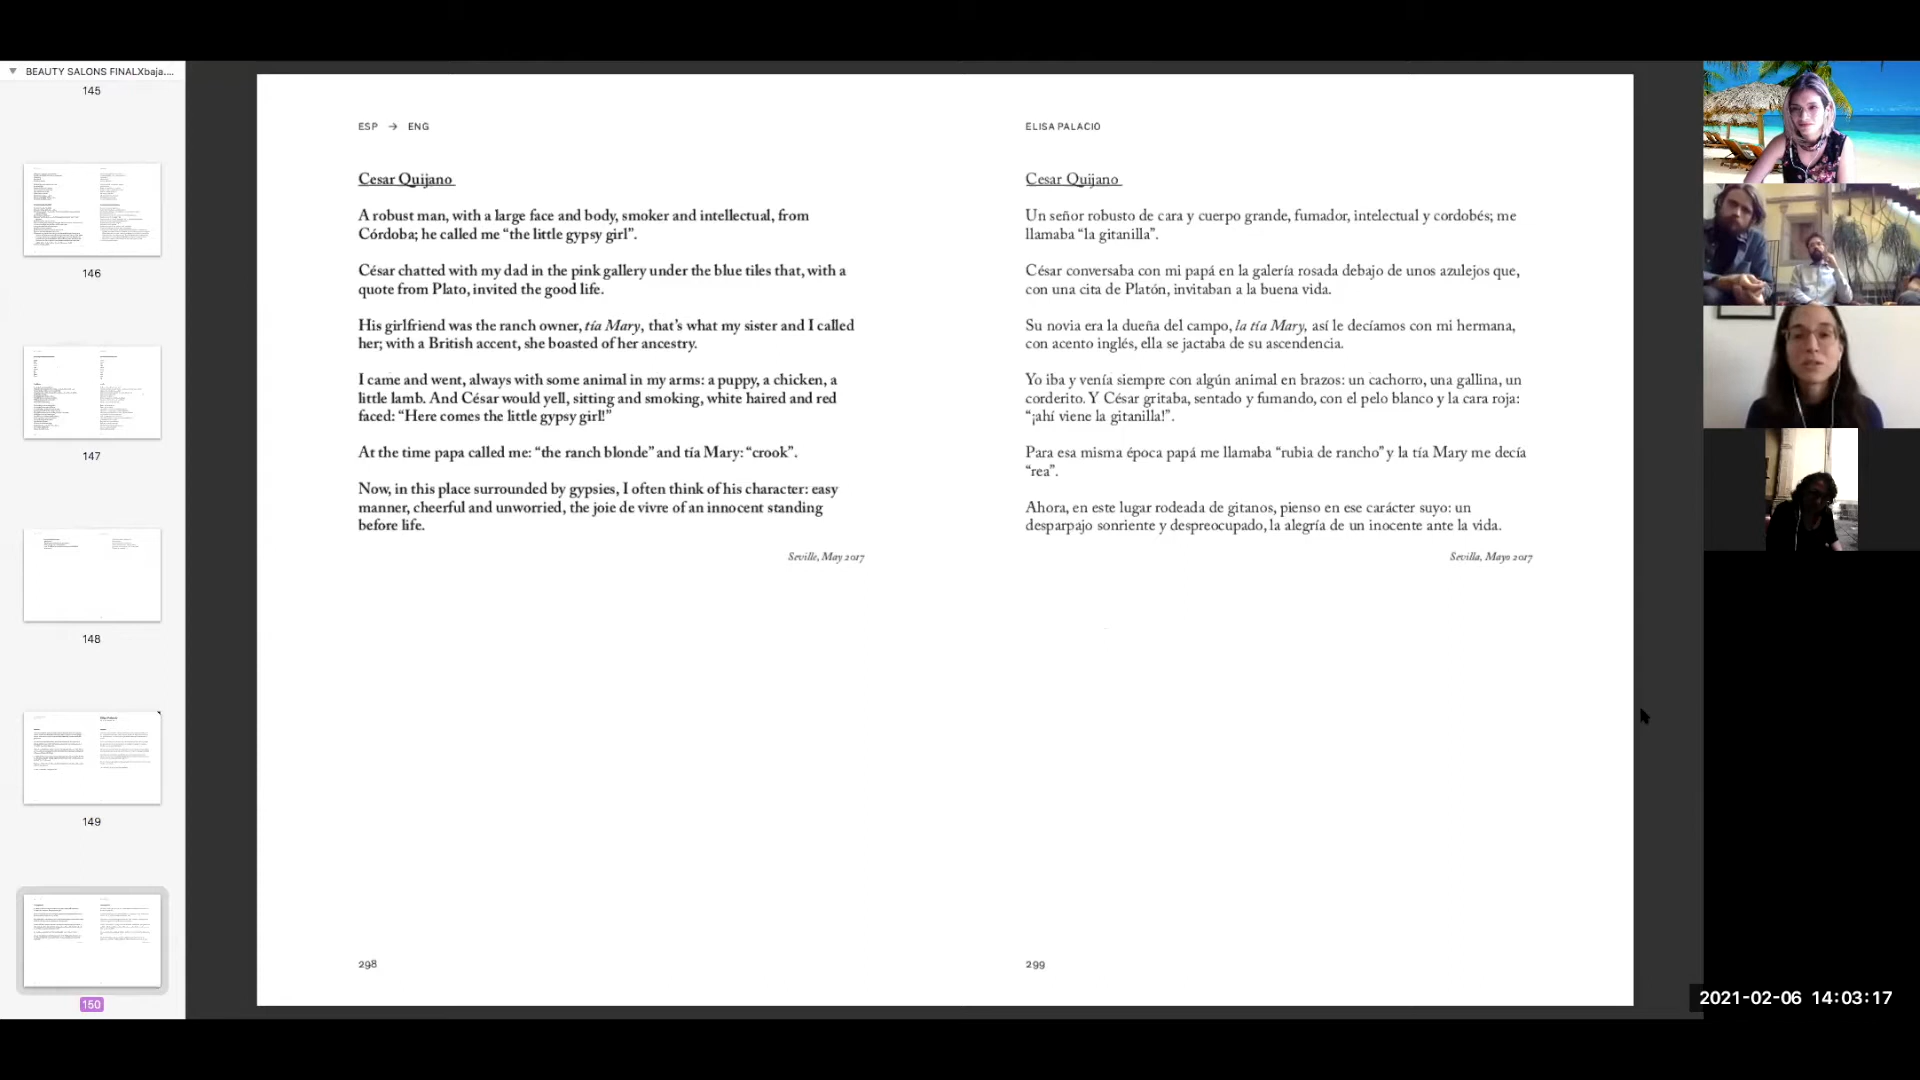 BEAUTY SALONS FINALXbaja....
145
146
147
148
149
150
ESP → ENG
Cesar Quijano
A robust man, with a large face and body, smoker and intellectual, from
Córdoba; he called me “the little gypsy girl”.
César chatted with my dad in the pink gallery under the blue tiles that, with a
quote from Plato, invited the good life.
His girlfriend was the ranch owner, tía Mary, that’s what my sister and I called
her; with a British accent, she boasted of her ancestry.
I came and went, always with some animal in my arms: a puppy, a chicken, a
little lamb. And César would yell, sitting and smoking, white haired and red
faced: “Here comes the little gypsy girl!”
At the time papa called me: “the ranch blonde” and tía Mary: “crook”.
Now, in this place surrounded by gypsies, I often think of his character: easy
manner, cheerful and unworried, the joie de vivre of an innocent standing
before life.
Seville, May 2017
298
ELISA PALACIO
Cesar Quijano
Un señor robusto de cara y cuerpo grande, fumador, intelectual y cordobés; me
llamaba “la gitanilla”.
César conversaba con mi papá en la galería rosada debajo de unos azulejos que,
con una cita de Platón, invitaban a la buena vida.
Su novia era la dueña del campo, la tía Mary, así le decíamos con mi hermana,
con acento inglés, ella se jactaba de su ascendencia.
Yo iba y venía siempre con algún animal en brazos: un cachorro, una gallina, un
corderito. Y César gritaba, sentado y fumando, con el pelo blanco y la cara roja:
“¡ahí viene la gitanilla!”.
Para esa misma época papá me llamaba “rubia de rancho” y la tía Mary me decía
“rea”.
Ahora, en este lugar rodeada de gitanos, pienso en ese carácter suyo: un
desparpajo sonriente y despreocupado, la alegría de un inocente ante la vida.
Sevilla, Mayo 2017
299
2021-02-06 14:03:17